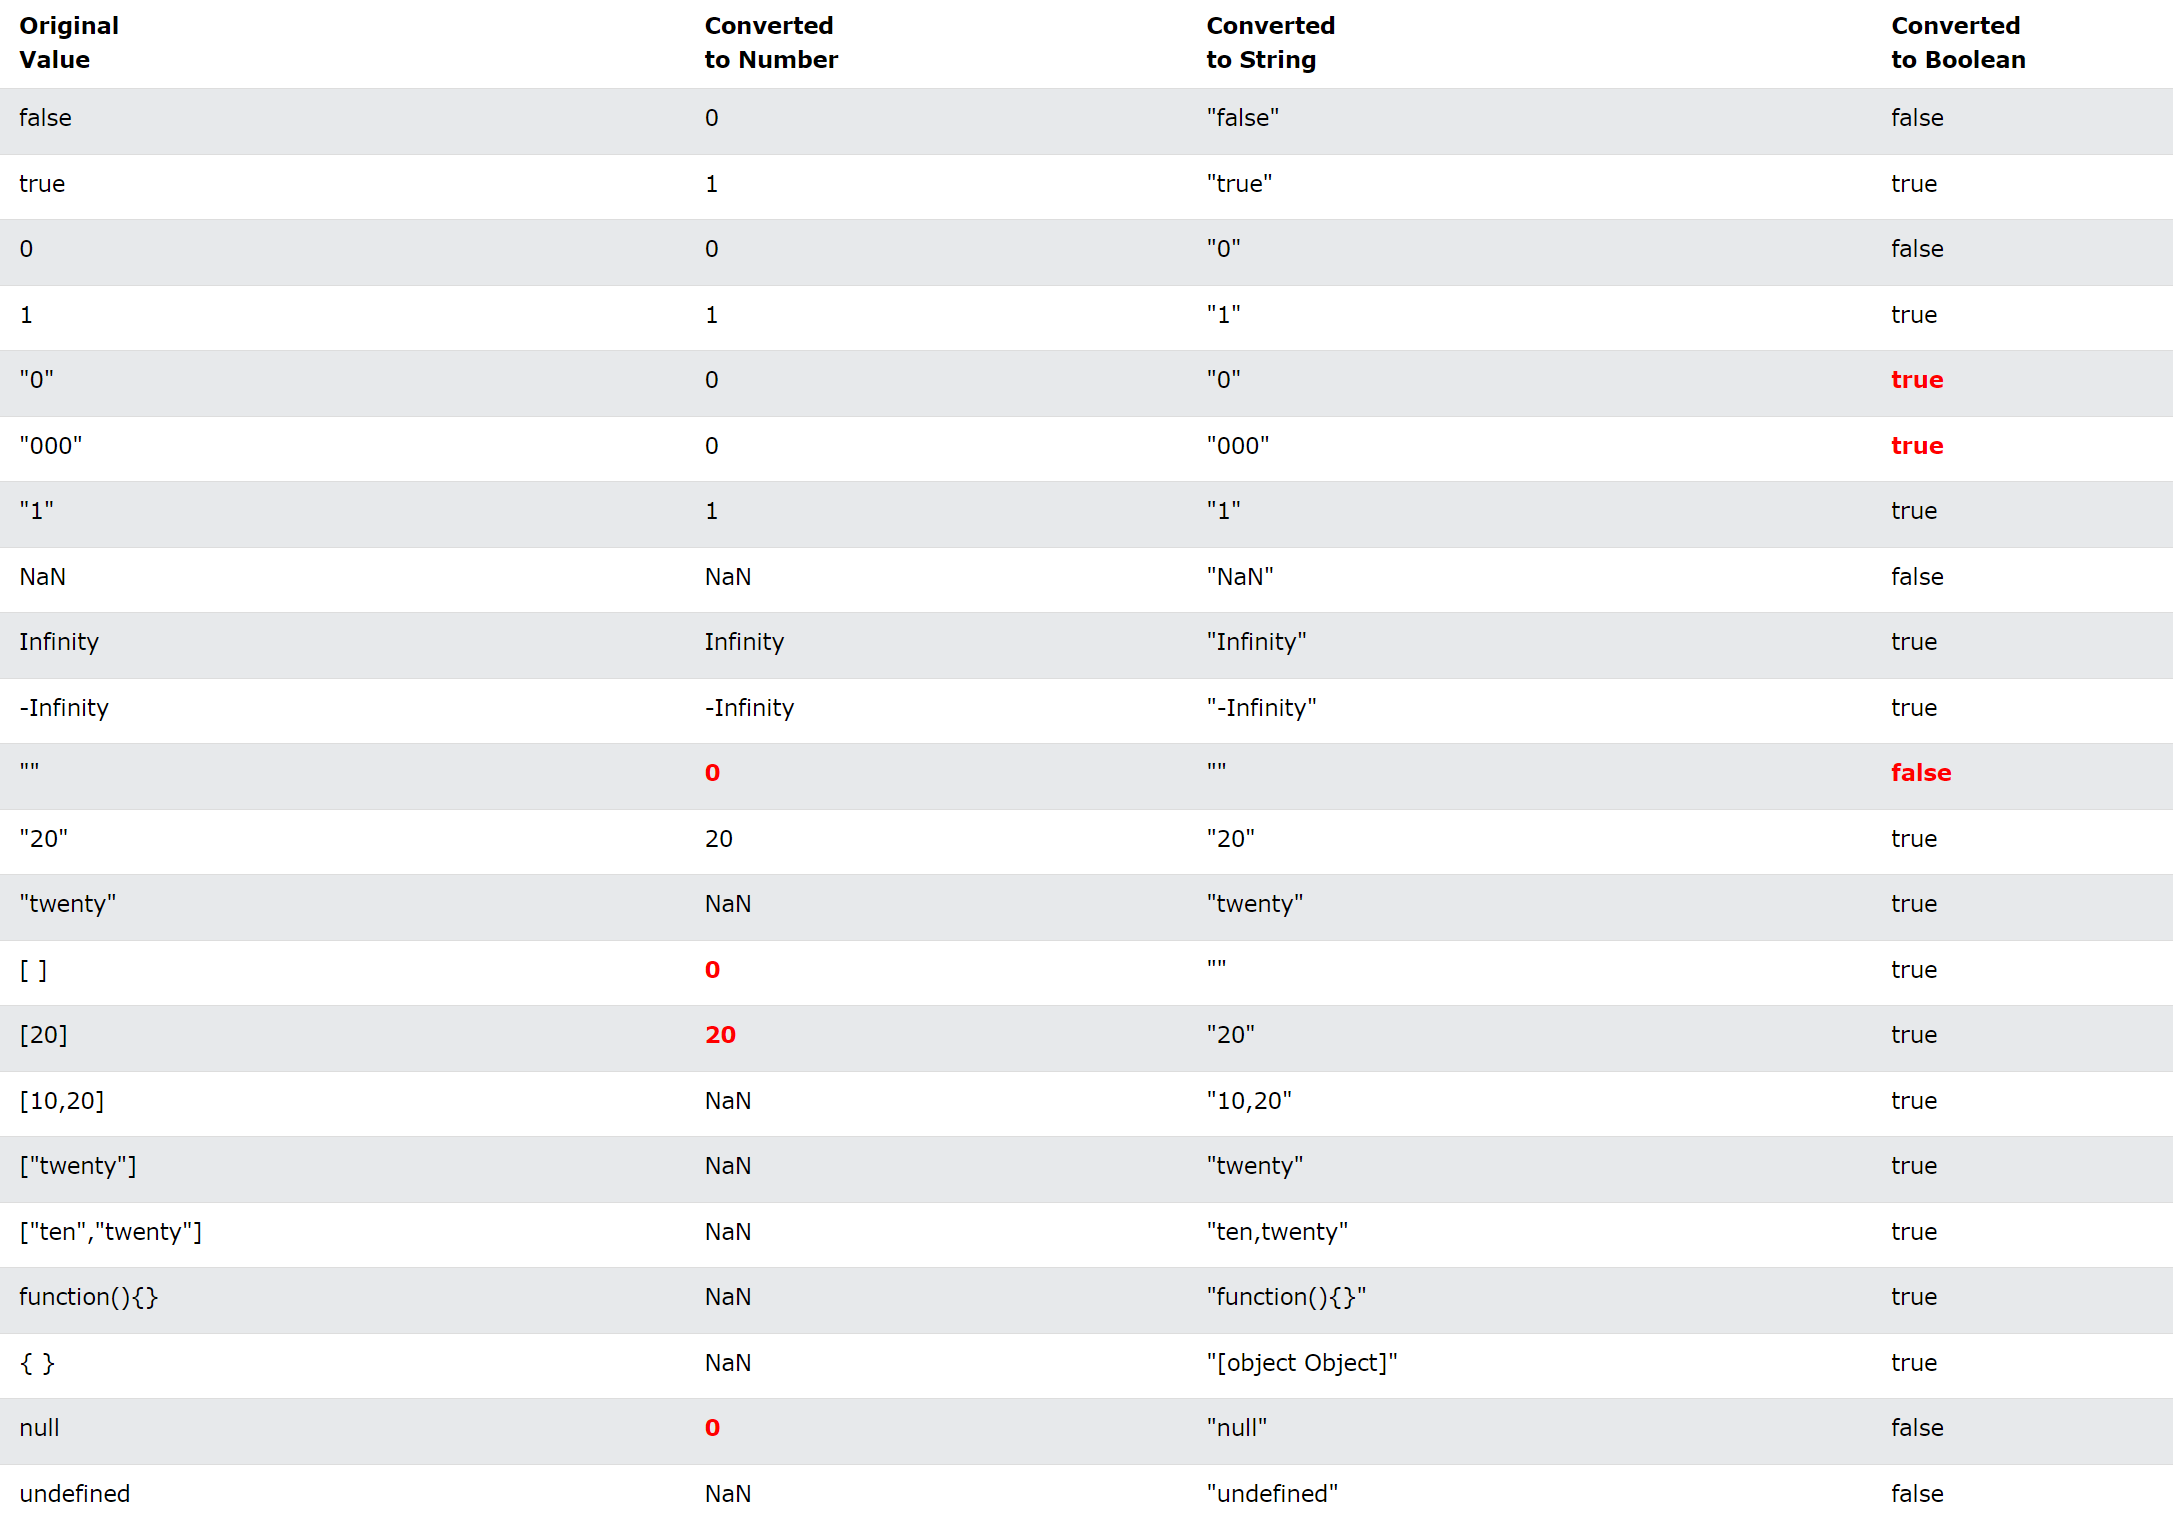 Original Converted Converted Converted
Value to Number to String to Boolean
false 0 "false" false
true 1 "true" true
0 0 "0" false
1 1 "1" true
"0" 0 "0" true
"000" 0 "000" true
"1" 1 "1" true
NaN NaN "NaN" false
Infinity Infinity "Infinity" true
-Infinity -Infinity "-Infinity" true
"" 0 "" false
"20" 20 "20" true
"twenty" NaN "twenty" true
[ ] 0 "" true
[20] 20 "20" true
[10,20] NaN "10,20" true
["twenty"] NaN "twenty" true
["ten","twenty"] NaN "ten,twenty" true
function(){} NaN "function(){}" true
{ } NaN "[object Object]" true
null 0 "null" false
undefined NaN "undefined" false